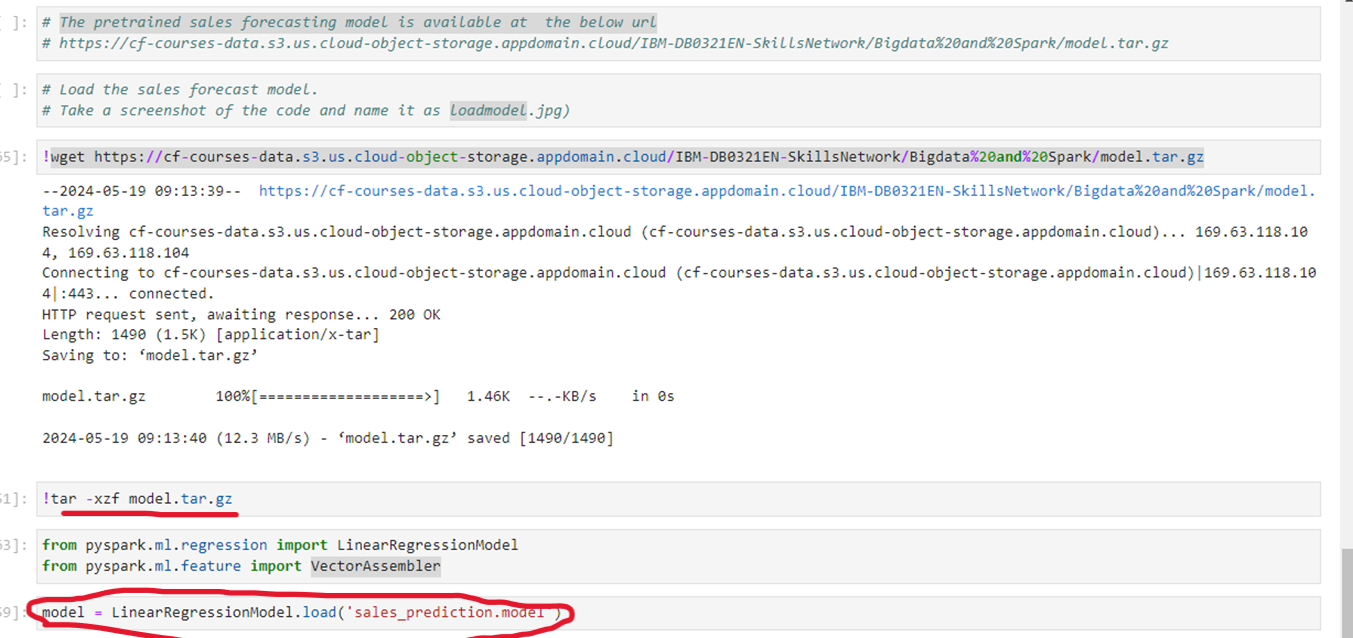 ]: # The pretrained sales forecasting model is available at  the below url
# https://cf-courses-data.s3.us.cloud-object-storage.appdomain.cloud/IBM-DB0321EN-SkillsNetwork/Bigdata%20and%20Spark/model.tar.gz
]: # Load the sales forecast model.
# Take a screenshot of the code and name it as loadmodel.jpg)
55]: !wget https://cf-courses-data.s3.us.cloud-object-storage.appdomain.cloud/IBM-DB0321EN-SkillsNetwork/Bigdata%20and%20Spark/model.tar.gz
--2024-05-19 09:13:39--  https://cf-courses-data.s3.us.cloud-object-storage.appdomain.cloud/IBM-DB0321EN-SkillsNetwork/Bigdata%20and%20Spark/model.
tar.gz
Resolving cf-courses-data.s3.us.cloud-object-storage.appdomain.cloud (cf-courses-data.s3.us.cloud-object-storage.appdomain.cloud)... 169.63.118.10
4, 169.63.118.104
Connecting to cf-courses-data.s3.us.cloud-object-storage.appdomain.cloud (cf-courses-data.s3.us.cloud-object-storage.appdomain.cloud)|169.63.118.10
4|:443... connected.
HTTP request sent, awaiting response... 200 OK
Length: 1490 (1.5K) [application/x-tar]
Saving to: ‘model.tar.gz’
model.tar.gz        100%[===================>]   1.46K  --.-KB/s    in 0s
2024-05-19 09:13:40 (12.3 MB/s) - ‘model.tar.gz’ saved [1490/1490]
51]: !tar -xzf model.tar.gz
53]: from pyspark.ml.regression import LinearRegressionModel
from pyspark.ml.feature import VectorAssembler
59]: model = LinearRegressionModel.load('sales_prediction.model')